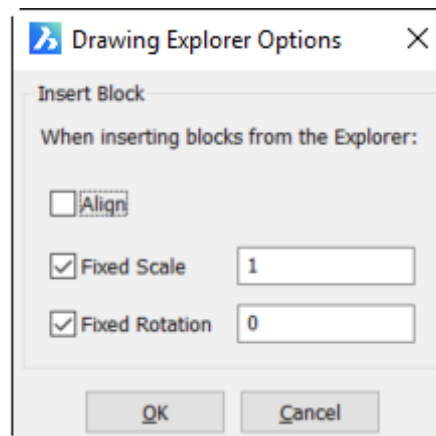 Drawing Explorer Options
Insert Block
When inserting blocks from the Explorer:
Align
Fixed Scale 1
Fixed Rotation 0
OK Cancel